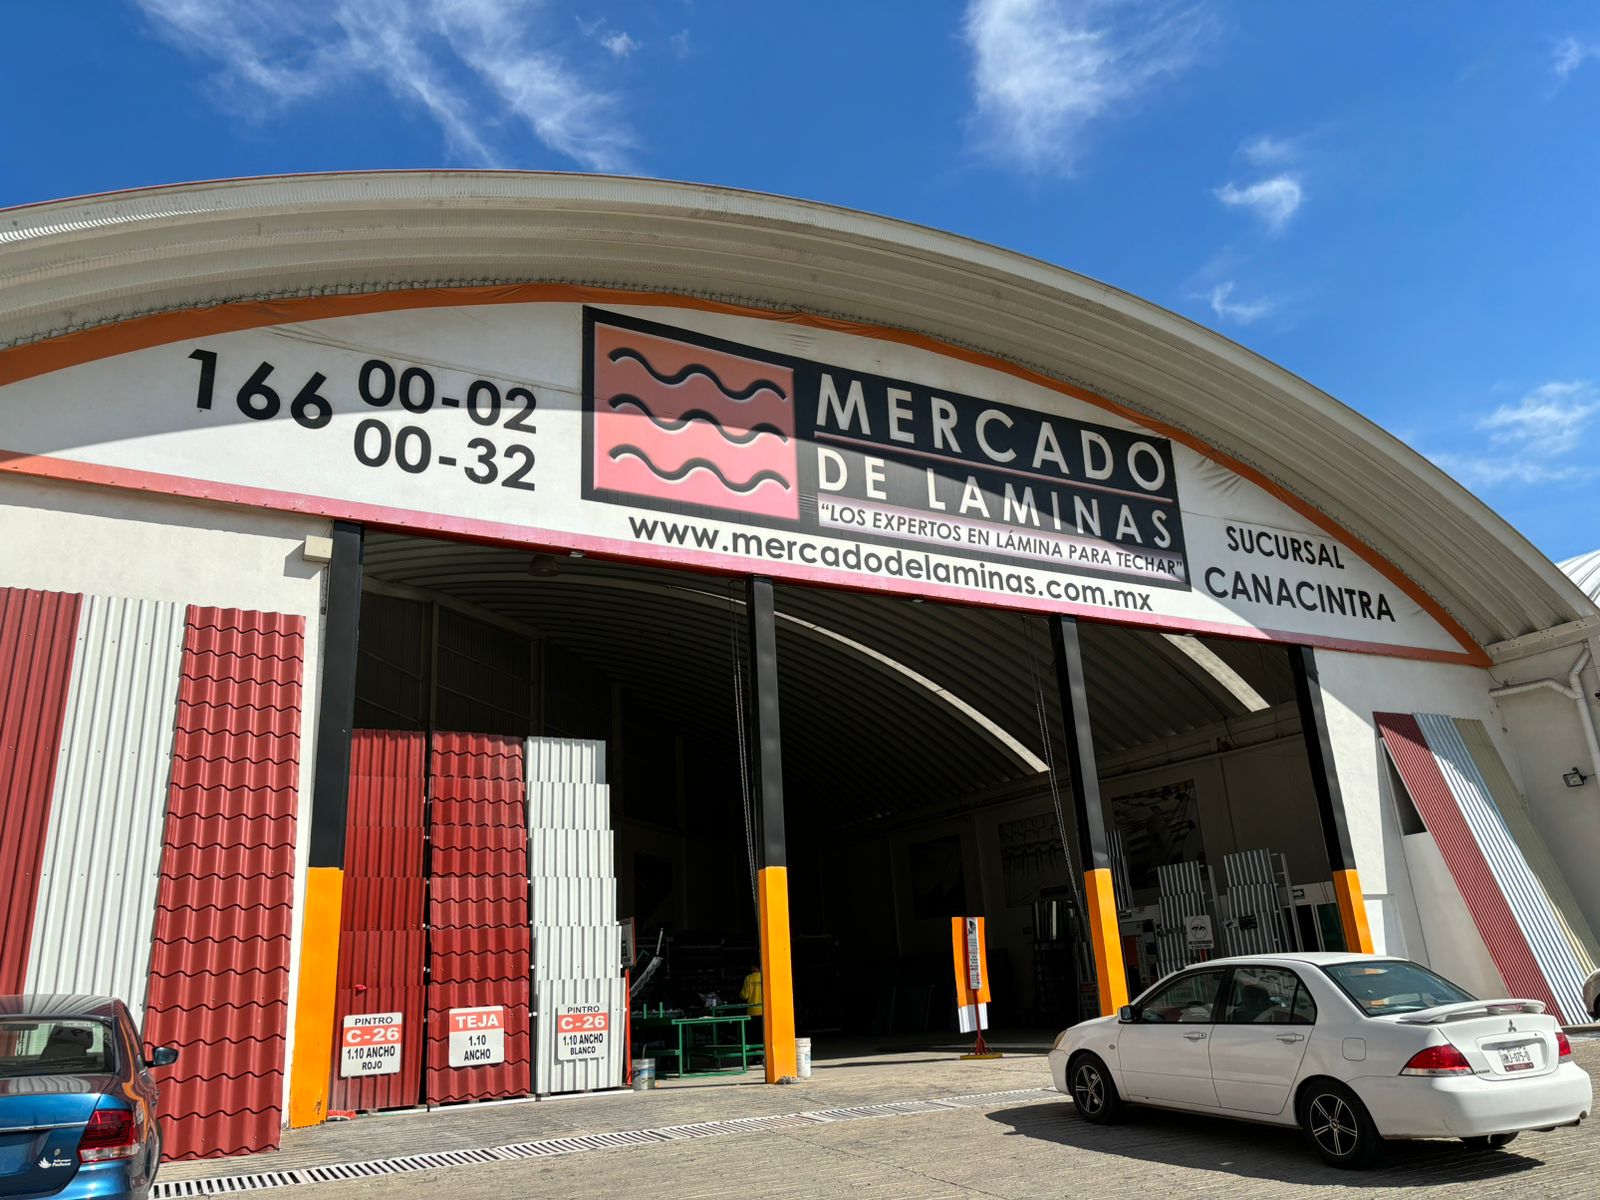 166 00-02
00-32
MERCADO
DE LAMINAS
“LOS EXPERTOS EN LÁMINA PARA TECHAR”
www.mercadodelaminas.com.mx
SUCURSAL
CANACINTRA
PINTRO
C-26
1.10 ANCHO
ROJO
TEJA
1.10
ANCHO
PINTRO
C-26
1.10 ANCHO
BLANCO
Pachuca